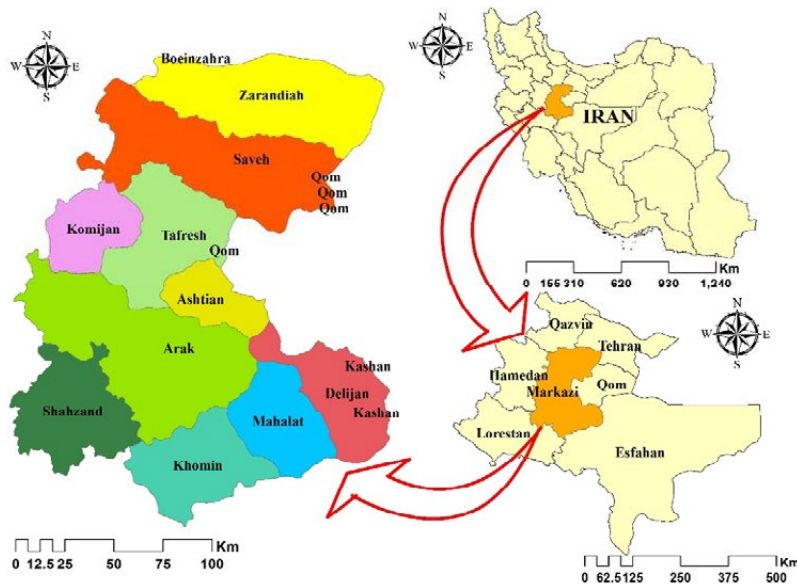 N
W E
S
Boeinzahra
Zarandiah
Saveh
Qom
Qom
Qom
Komijan
Tafresh
Qom
Ashtian
Arak
Kashan
Delijan
Kashan
Shahzand
Mahalat
Khomin
Km
0 12.5 25 50 75 100
N
W E
S
IRAN
Km
0 155 310 620 930 1,240
N
W E
S
Qazvin
Tehran
Hamedan
Markazi
Qom
Lorestan
Esfahan
Km
0 62.5 125 250 375 500